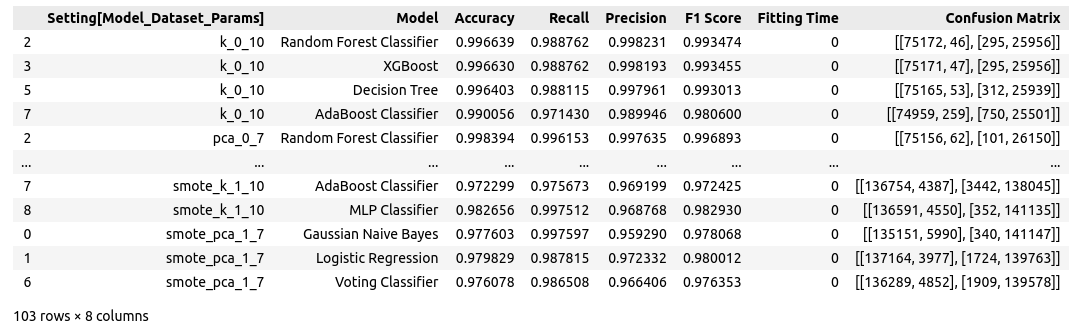 Setting[Model_Dataset_Params] Model Accuracy Recall Precision F1 Score Fitting Time Confusion Matrix
2 k_0_10 Random Forest Classifier 0.996639 0.988762 0.998231 0.993474 0 [[75172, 46], [295, 25956]]
3 k_0_10 XGBoost 0.996630 0.988762 0.998193 0.993455 0 [[75171, 47], [295, 25956]]
5 k_0_10 Decision Tree 0.996403 0.988115 0.997961 0.993013 0 [[75165, 53], [312, 25939]]
7 k_0_10 AdaBoost Classifier 0.990056 0.971430 0.989946 0.980600 0 [[74959, 259], [750, 25501]]
2 pca_0_7 Random Forest Classifier 0.998394 0.996153 0.997635 0.996893 0 [[75156, 62], [101, 26150]]
... ... ... ... ... ... ... ... ...
7 smote_k_1_10 AdaBoost Classifier 0.972299 0.975673 0.969199 0.972425 0 [[136754, 4387], [3442, 138045]]
8 smote_k_1_10 MLP Classifier 0.982656 0.997512 0.968768 0.982930 0 [[136591, 4550], [352, 141135]]
0 smote_pca_1_7 Gaussian Naive Bayes 0.977603 0.997597 0.959290 0.978068 0 [[135151, 5990], [340, 141147]]
1 smote_pca_1_7 Logistic Regression 0.979829 0.987815 0.972332 0.980012 0 [[137164, 3977], [1724, 139763]]
6 smote_pca_1_7 Voting Classifier 0.976078 0.986508 0.966406 0.976353 0 [[136289, 4852], [1909, 139578]]
103 rows × 8 columns